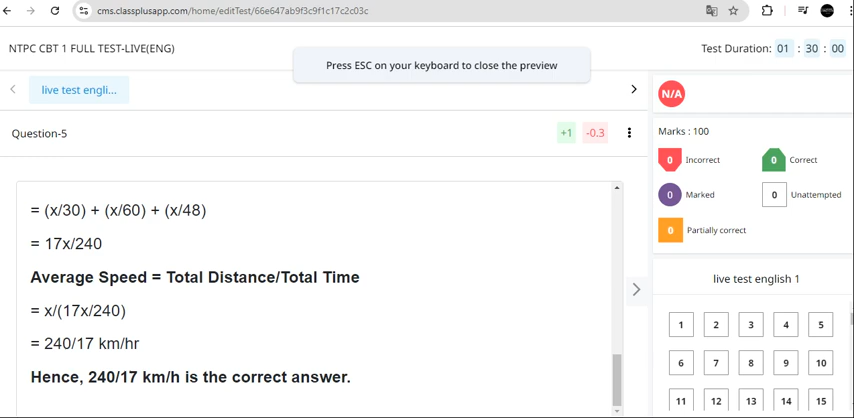 cms.classplusapp.com/home/editTest/66e647ab9f3c9f1c17c2c03c
NTPC CBT 1 FULL TEST-LIVE(ENG)
Press ESC on your keyboard to close the preview
Test Duration: 01 : 30 : 00
live test engli...
N/A
Question-5
+1 -0.3
Marks : 100
0 Incorrect
0 Correct
0 Marked
0 Unattempted
0 Partially correct
= (x/30) + (x/60) + (x/48)
= 17x/240
Average Speed = Total Distance/Total Time
= x/(17x/240)
= 240/17 km/hr
Hence, 240/17 km/h is the correct answer.
live test english 1
1 2 3 4 5
6 7 8 9 10
11 12 13 14 15